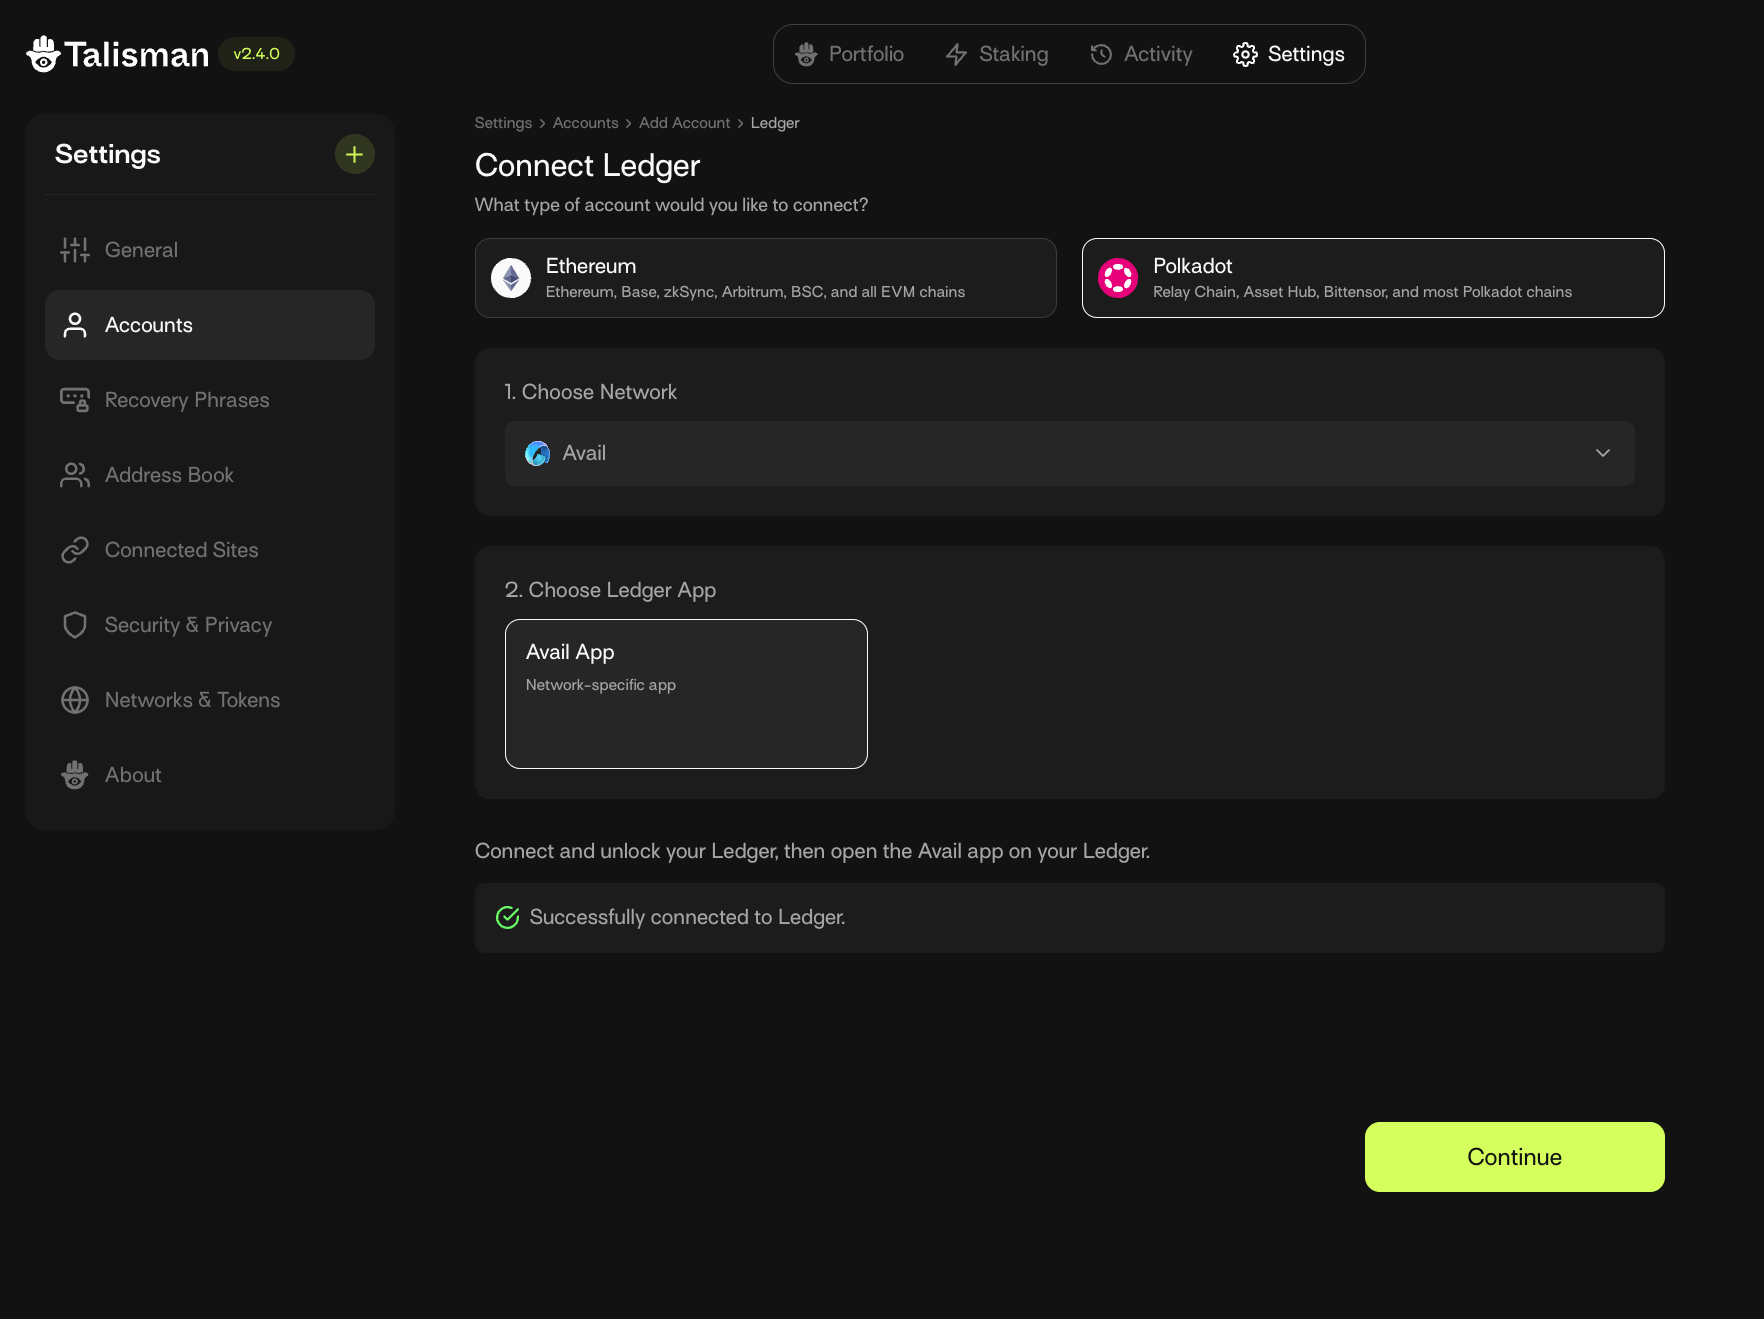 Talisman v2.4.0
Portfolio Staking Activity Settings
Settings
General
Accounts
Recovery Phrases
Address Book
Connected Sites
Security & Privacy
Networks & Tokens
About
Settings > Accounts > Add Account > Ledger
Connect Ledger
What type of account would you like to connect?
Ethereum
Ethereum, Base, zkSync, Arbitrum, BSC, and all EVM chains
Polkadot
Relay Chain, Asset Hub, Bittensor, and most Polkadot chains
1. Choose Network
Avail
2. Choose Ledger App
Avail App
Network-specific app
Connect and unlock your Ledger, then open the Avail app on your Ledger.
Successfully connected to Ledger.
Continue